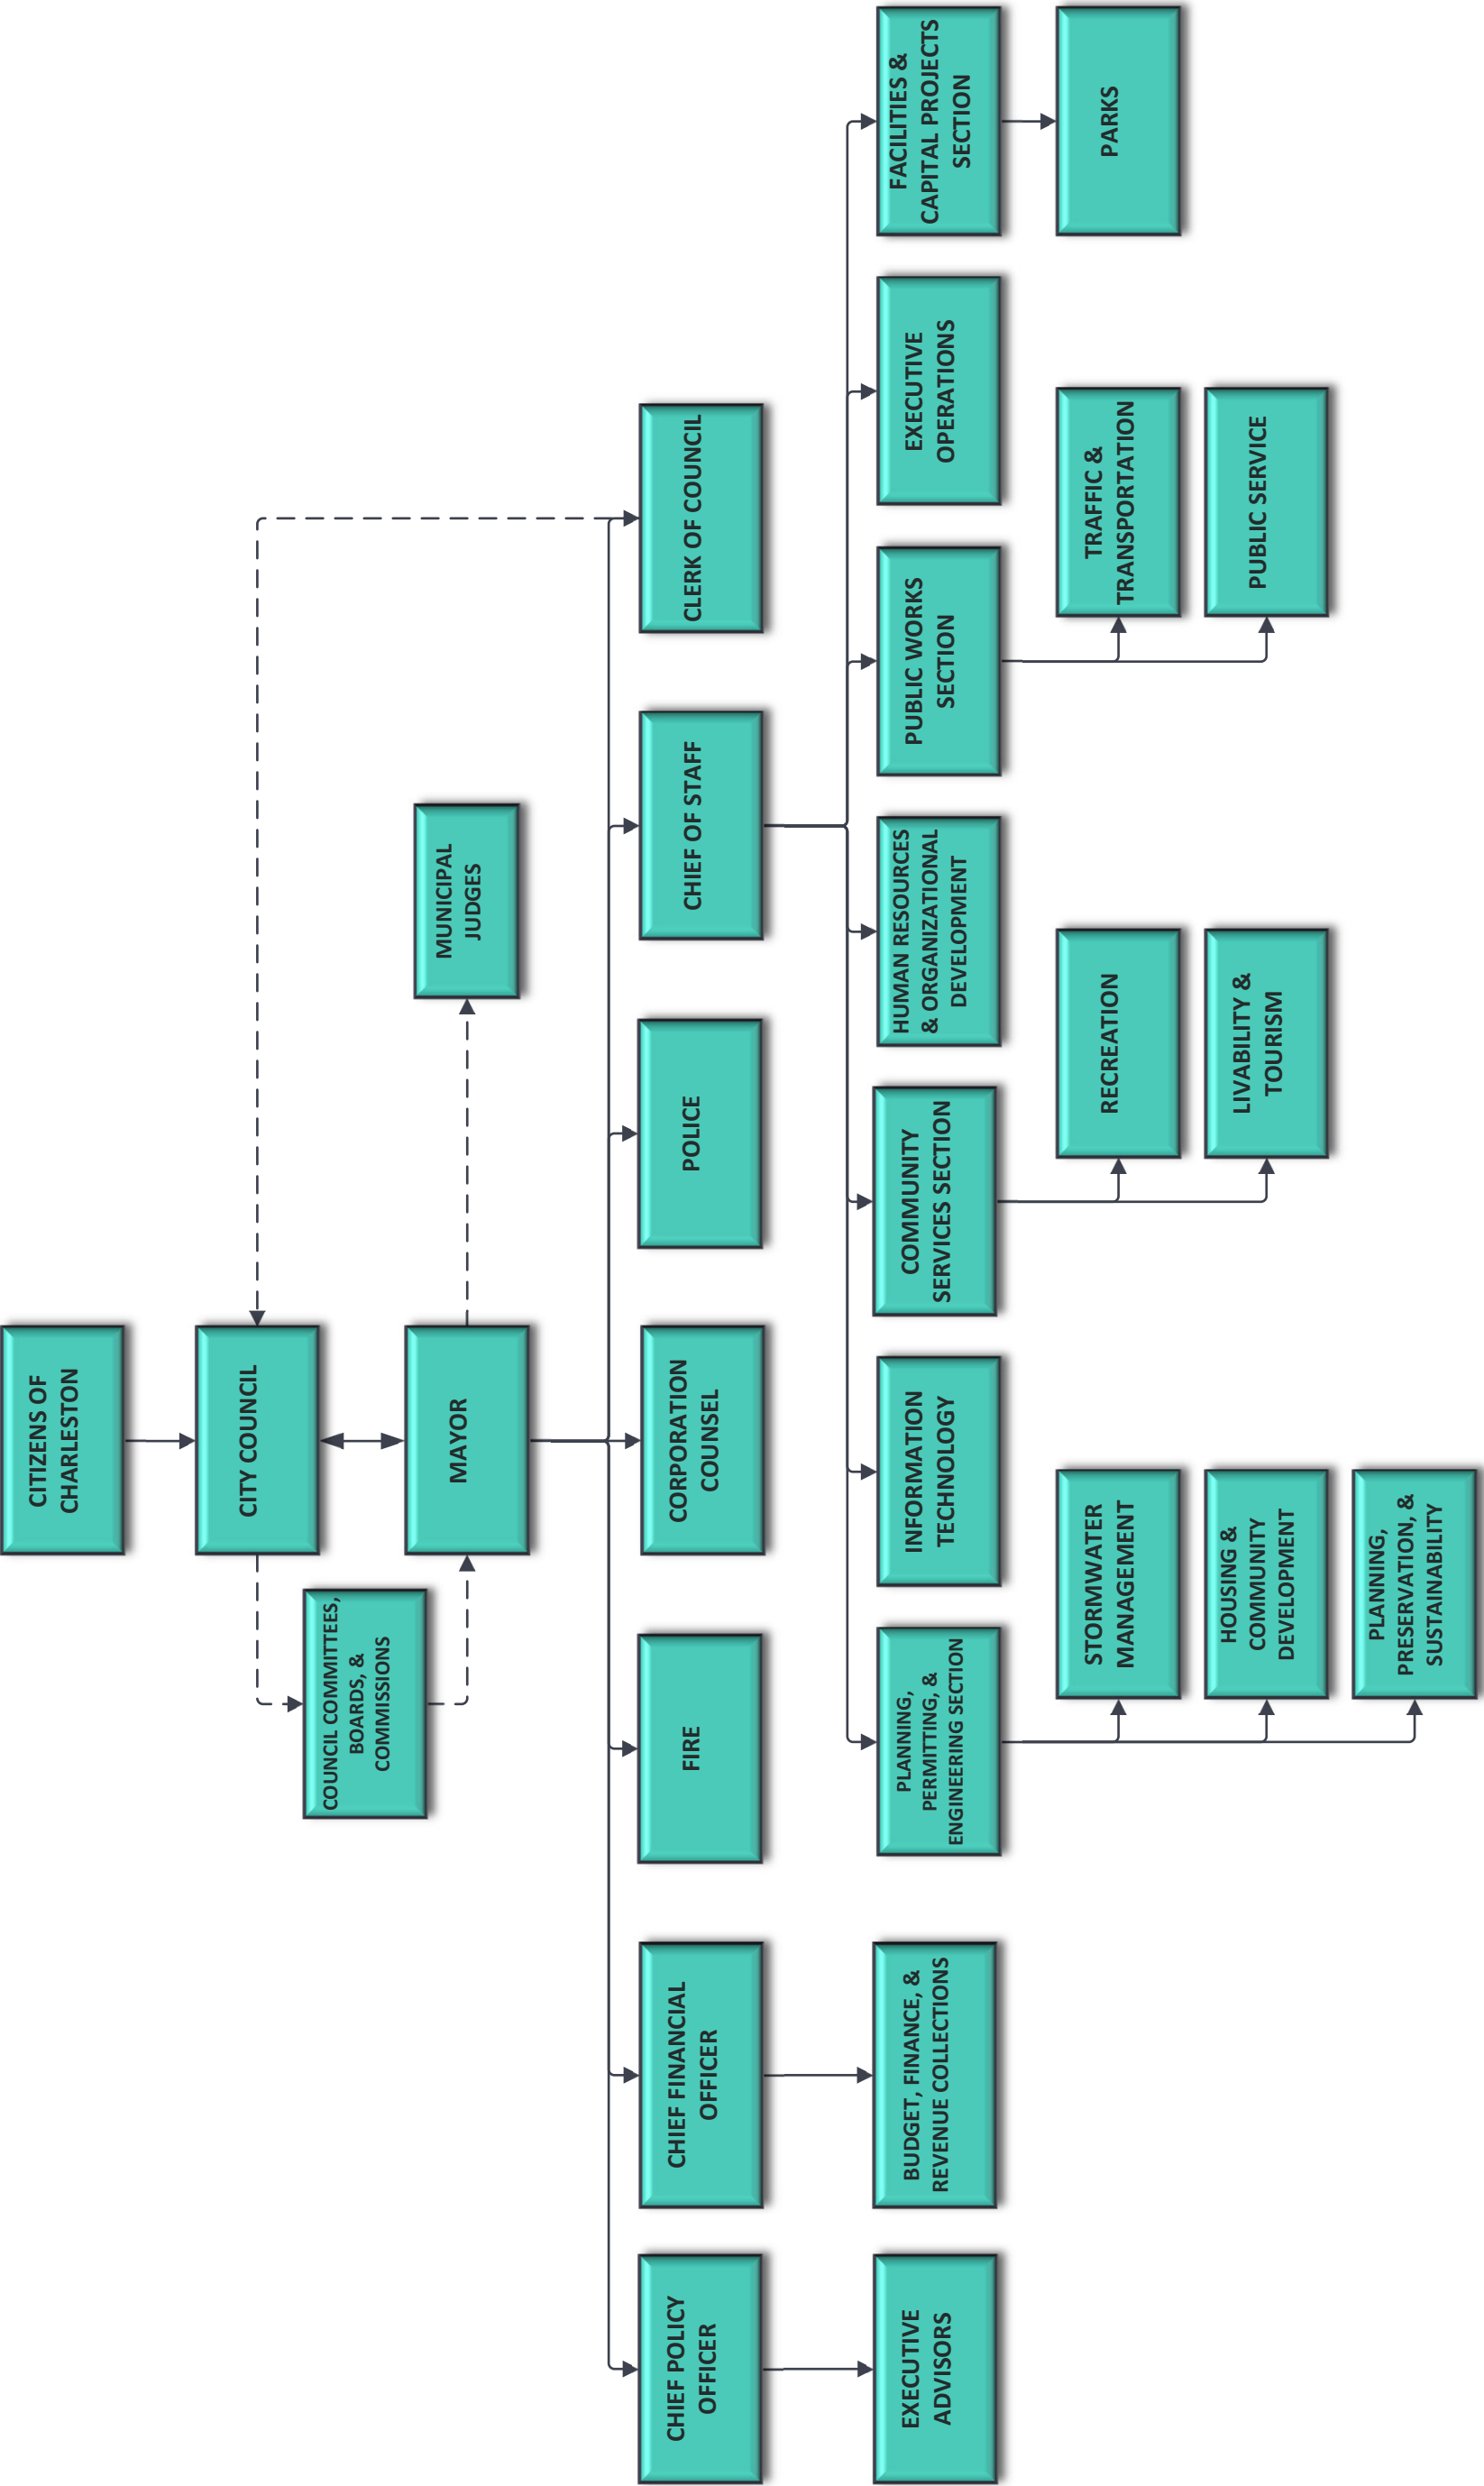 CITIZENS OF
CHARLESTON
CITY COUNCIL
COUNCIL COMMITTEES,
BOARDS, &
COMMISSIONS
MAYOR
MUNICIPAL
JUDGES
CHIEF POLICY
OFFICER
CHIEF FINANCIAL
OFFICER
FIRE
CORPORATION
COUNSEL
POLICE
CHIEF OF STAFF
CLERK OF COUNCIL
EXECUTIVE
ADVISORS
BUDGET, FINANCE, &
REVENUE COLLECTIONS
PLANNING,
PERMITTING, &
ENGINEERING SECTION
INFORMATION
TECHNOLOGY
COMMUNITY
SERVICES SECTION
HUMAN RESOURCES
& ORGANIZATIONAL
DEVELOPMENT
PUBLIC WORKS
SECTION
EXECUTIVE
OPERATIONS
FACILITIES &
CAPITAL PROJECTS
SECTION
STORMWATER
MANAGEMENT
RECREATION
TRAFFIC &
TRANSPORTATION
PARKS
HOUSING &
COMMUNITY
DEVELOPMENT
LIVABILITY &
TOURISM
PUBLIC SERVICE
PLANNING,
PRESERVATION, &
SUSTAINABILITY